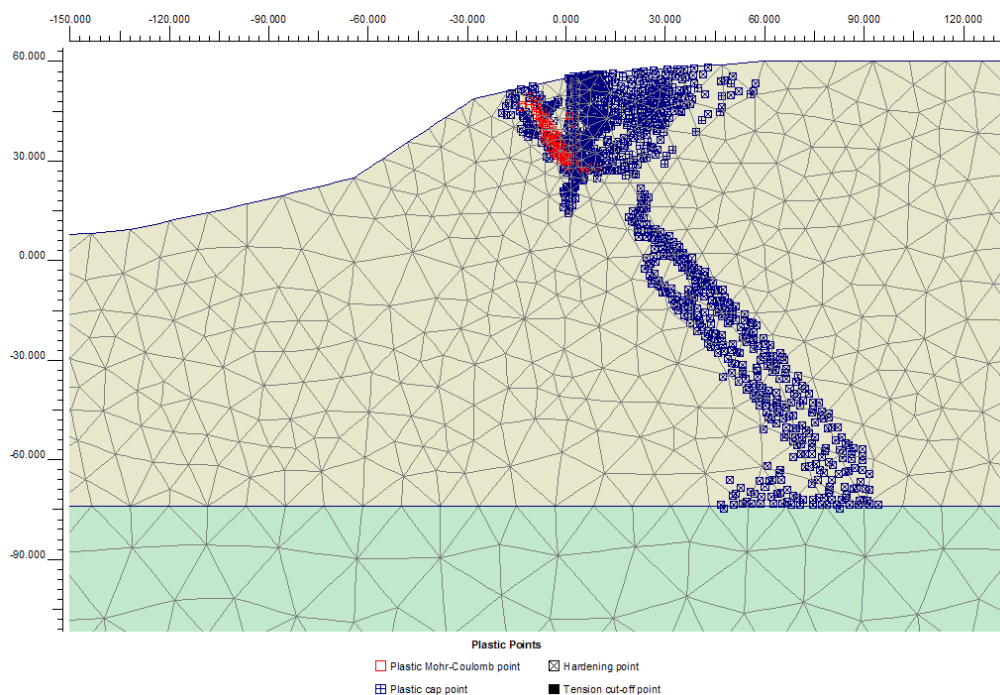 -150.000 -120.000 -90.000 -60.000 -30.000 0.000 30.000 60.000 90.000 120.000
60.000
30.000
0.000
-30.000
-60.000
-90.000
Plastic Points
Plastic Mohr-Coulomb point Hardening point
Plastic cap point Tension cut-off point